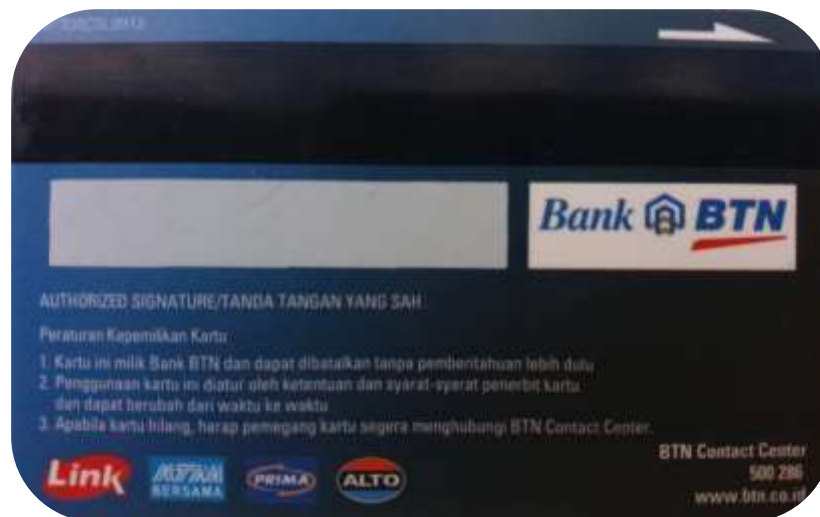 Bank BTN
AUTHORIZED SIGNATURE/TANDA TANGAN YANG SAH
Peraturan Kepemilikan Kartu
1. Kartu ini milik Bank BTN dan dapat dibatalkan tanpa pemberitahuan lebih dulu
2. Penggunaan kartu ini diatur oleh ketentuan dan syarat-syarat penerbit kartu
dan dapat berubah dari waktu ke waktu
3. Apabila kartu hilang, harap pemegang kartu segera menghubungi BTN Contact Center.
Link ATM BERSAMA PRIMA ALTO
BTN Contact Center
500 286
www.btn.co.id